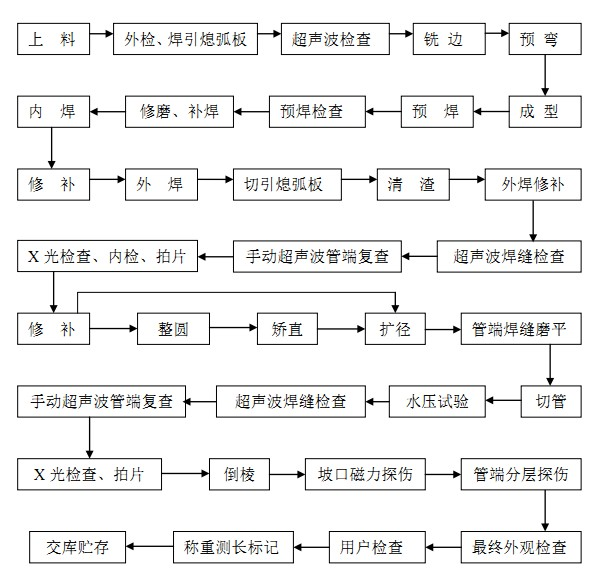 上 料
外检、焊引熄弧板
超声波检查
铣 边
预 弯
内 焊
修磨、补焊
预焊检查
预 焊
成 型
修 补
外 焊
切引熄弧板
清 渣
外焊修补
X光检查、内检、拍片
手动超声波管端复查
超声波焊缝检查
修 补
整圆
矫直
扩径
管端焊缝磨平
手动超声波管端复查
超声波焊缝检查
水压试验
切管
X光检查、拍片
倒棱
坡口磁力探伤
管端分层探伤
交库贮存
称重测长标记
用户检查
最终外观检查